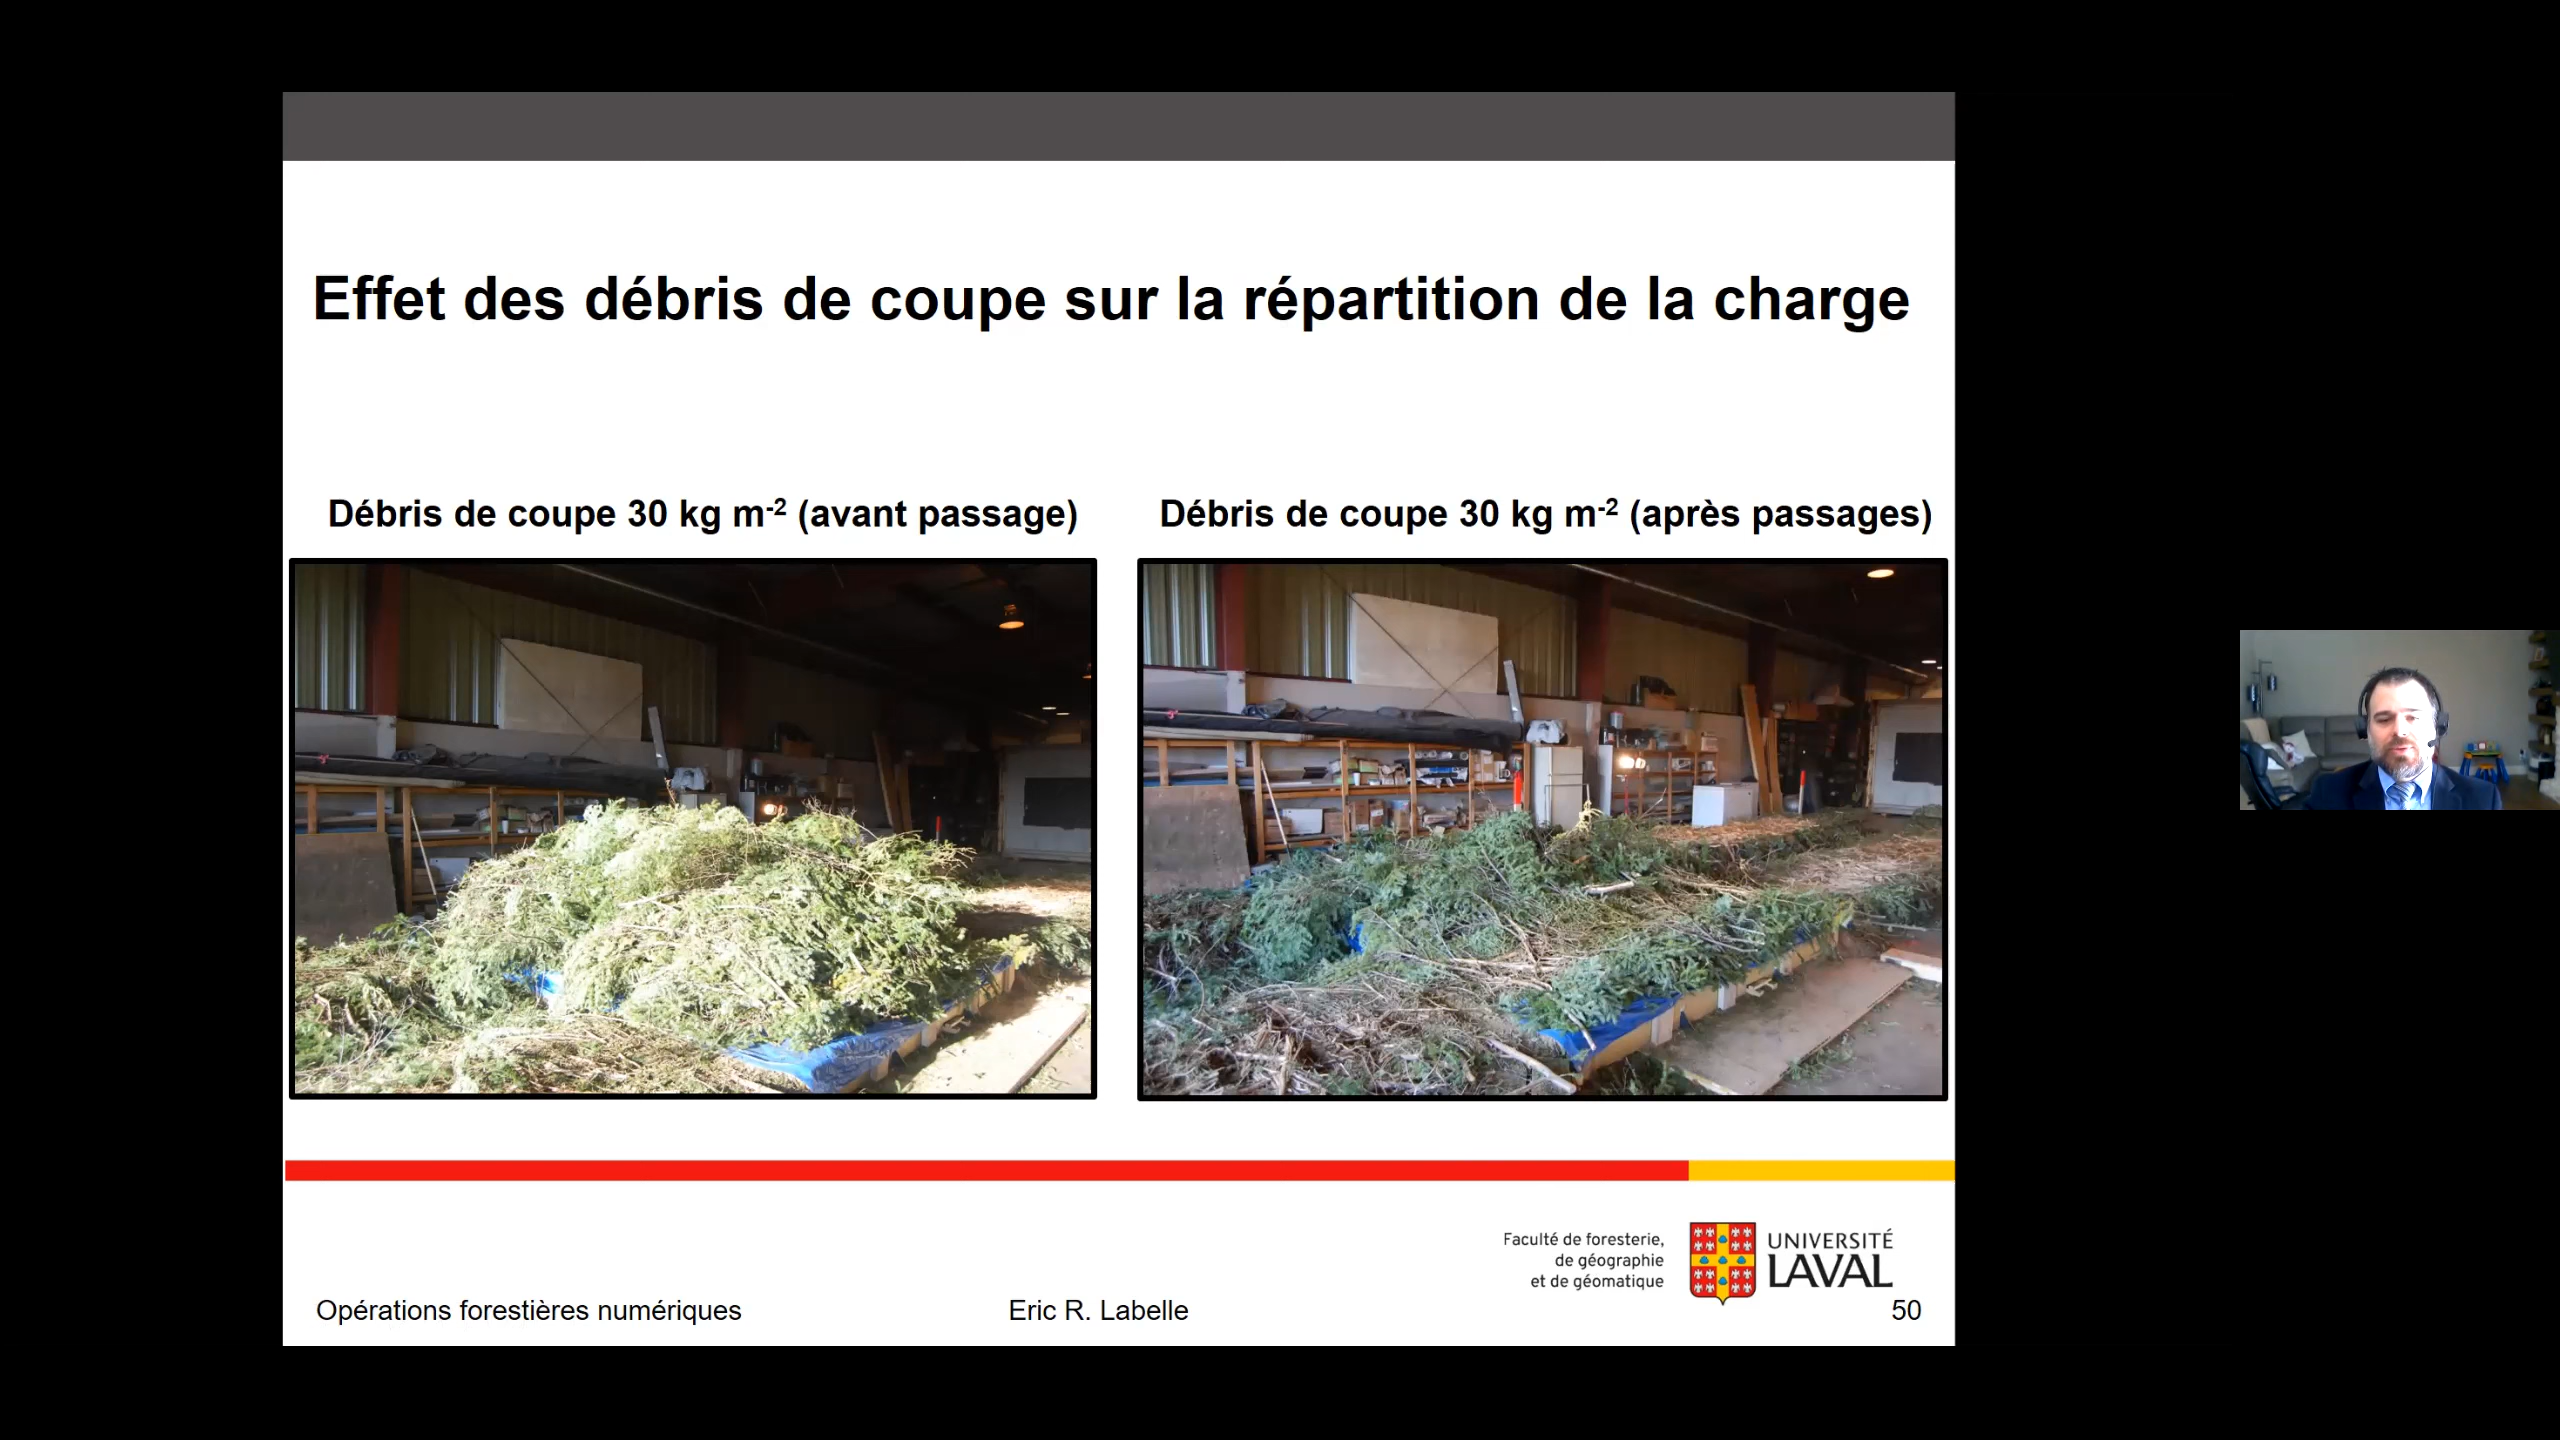 Effet des débris de coupe sur la répartition de la charge
Débris de coupe 30 kg m-2 (avant passage)
Débris de coupe 30 kg m-2 (après passages)
Faculté de foresterie,
de géographie
et de géomatique
UNIVERSITÉ
LAVAL
Opérations forestières numériques
Eric R. Labelle
50